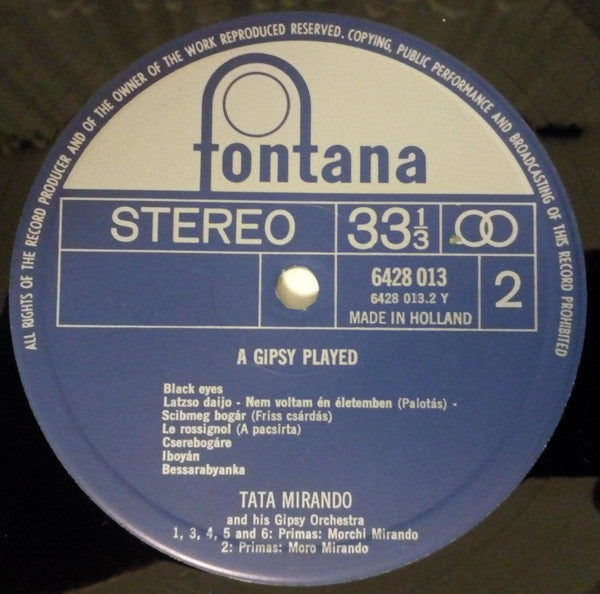 ALL RIGHTS OF THE RECORD PRODUCER AND OF THE OWNER OF THE WORK REPRODUCED RESERVED. COPYING, PUBLIC PERFORMANCE AND BROADCASTING OF THIS RECORD PROHIBITED
fontana
STEREO 33⅓
6428 013
6428 013.2 Y
MADE IN HOLLAND
2
A GIPSY PLAYED
Black eyes
Latzso daijo - Nem voltam én életemben (Palotás) -
Scibmeg bogár (Friss csárdás)
Le rossignol (A pacsirta)
Cserebogáre
Iboyán
Bessarabyanka
TATA MIRANDO
and his Gipsy Orchestra
1, 3, 4, 5 and 6: Primas: Morchi Mirando
2: Primas: Moro Mirando